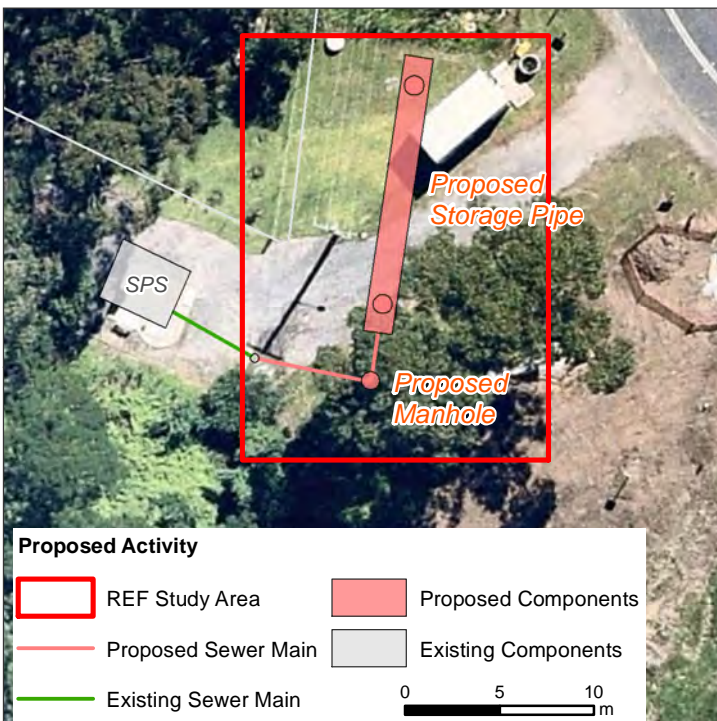 Proposed
Storage Pipe
SPS
Proposed
Manhole
Proposed Activity
REF Study Area
Proposed Components
Proposed Sewer Main
Existing Components
Existing Sewer Main
0 5 10
m